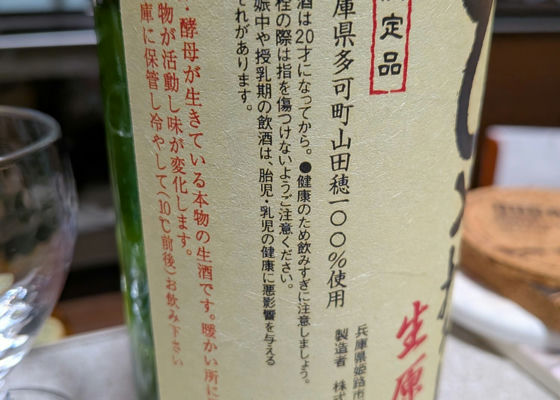 定品
庫県多可町山田穂一〇〇%使用
兵庫県姫路市
製造者 株式
生原
酒は20才になってから。●健康のため飲みすぎに注意しましょう。
栓の際は指を傷つけないようご注意ください。
娠中や授乳期の飲酒は、胎児・乳児の健康に悪影響を与える
それがあります。
・酵母が生きている本物の生酒です。暖かい所に
物が活動し味が変化します。
庫に保管し冷やして(10℃前後)お飲み下さい